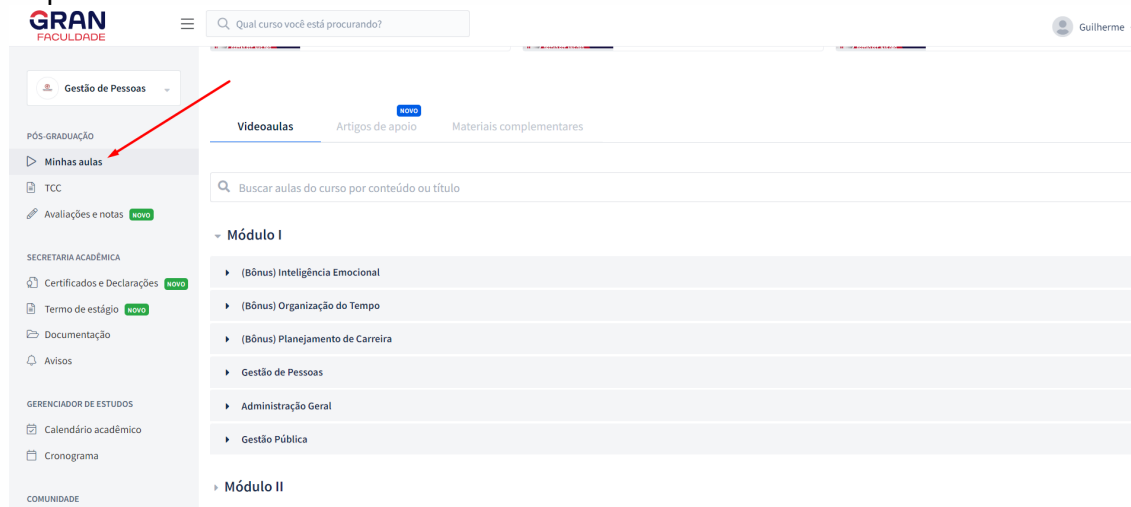 GRAN
FACULDADE
Qual curso você está procurando?
Guilherme
Gestão de Pessoas
PÓS-GRADUAÇÃO
Minhas aulas
TCC
Avaliações e notas NOVO
SECRETARIA ACADÊMICA
Certificados e Declarações NOVO
Termo de estágio NOVO
Documentação
Avisos
GERENCIADOR DE ESTUDOS
Calendário acadêmico
Cronograma
COMUNIDADE
NOVO
Videoaulas Artigos de apoio Materiais complementares
Buscar aulas do curso por conteúdo ou título
Módulo I
(Bônus) Inteligência Emocional
(Bônus) Organização do Tempo
(Bônus) Planejamento de Carreira
Gestão de Pessoas
Administração Geral
Gestão Pública
Módulo II